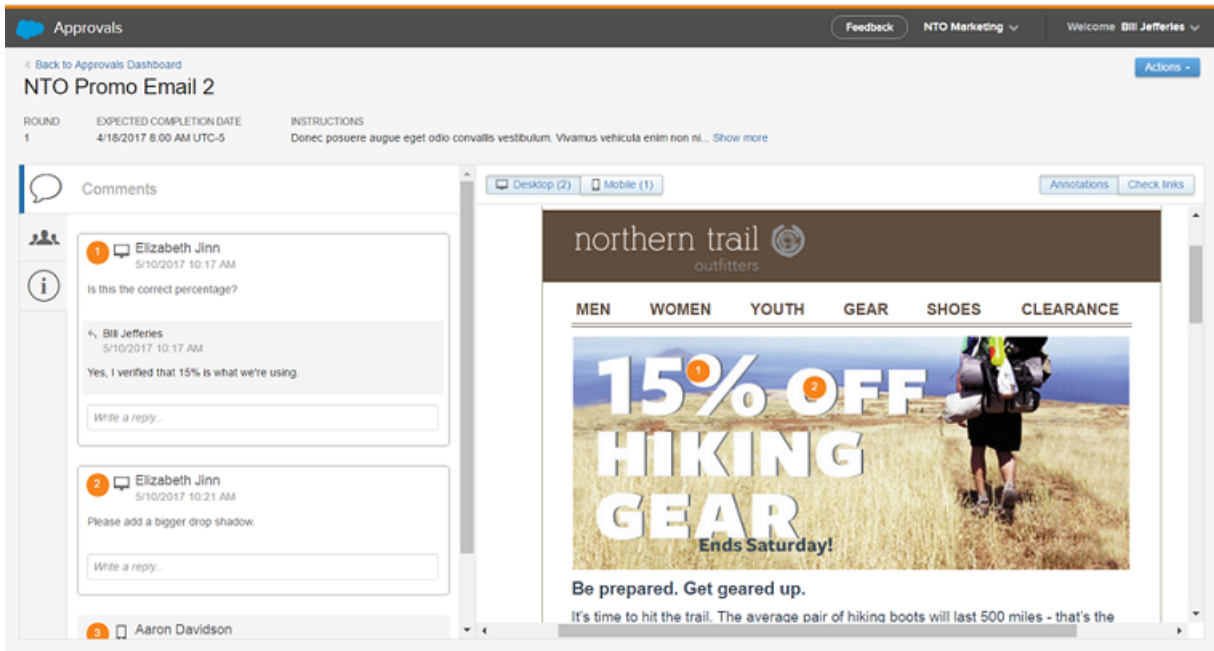 Approvals
Feedback
NTO Marketing
Welcome Bill Jefferies
< Back to Approvals Dashboard
NTO Promo Email 2
Actions
ROUND
1
EXPECTED COMPLETION DATE
4/18/2017 8:00 AM UTC-5
INSTRUCTIONS
Donec posuere augue eget odio convallis vestibulum. Vivamus vehicula enim non ni... Show more
Comments
1
Elizabeth Jinn
5/10/2017 10:17 AM
Is this the correct percentage?
Bill Jefferies
5/10/2017 10:17 AM
Yes, I verified that 15% is what we're using.
Write a reply...
2
Elizabeth Jinn
5/10/2017 10:21 AM
Please add a bigger drop shadow.
Write a reply...
3
Aaron Davidson
Desktop (2)
Mobile (1)
Annotations
Check links
northern trail
outfitters
MEN WOMEN YOUTH GEAR SHOES CLEARANCE
15% OFF
1
2
HIKING
GEAR
Ends Saturday!
Be prepared. Get geared up.
It's time to hit the trail. The average pair of hiking boots will last 500 miles - that's the